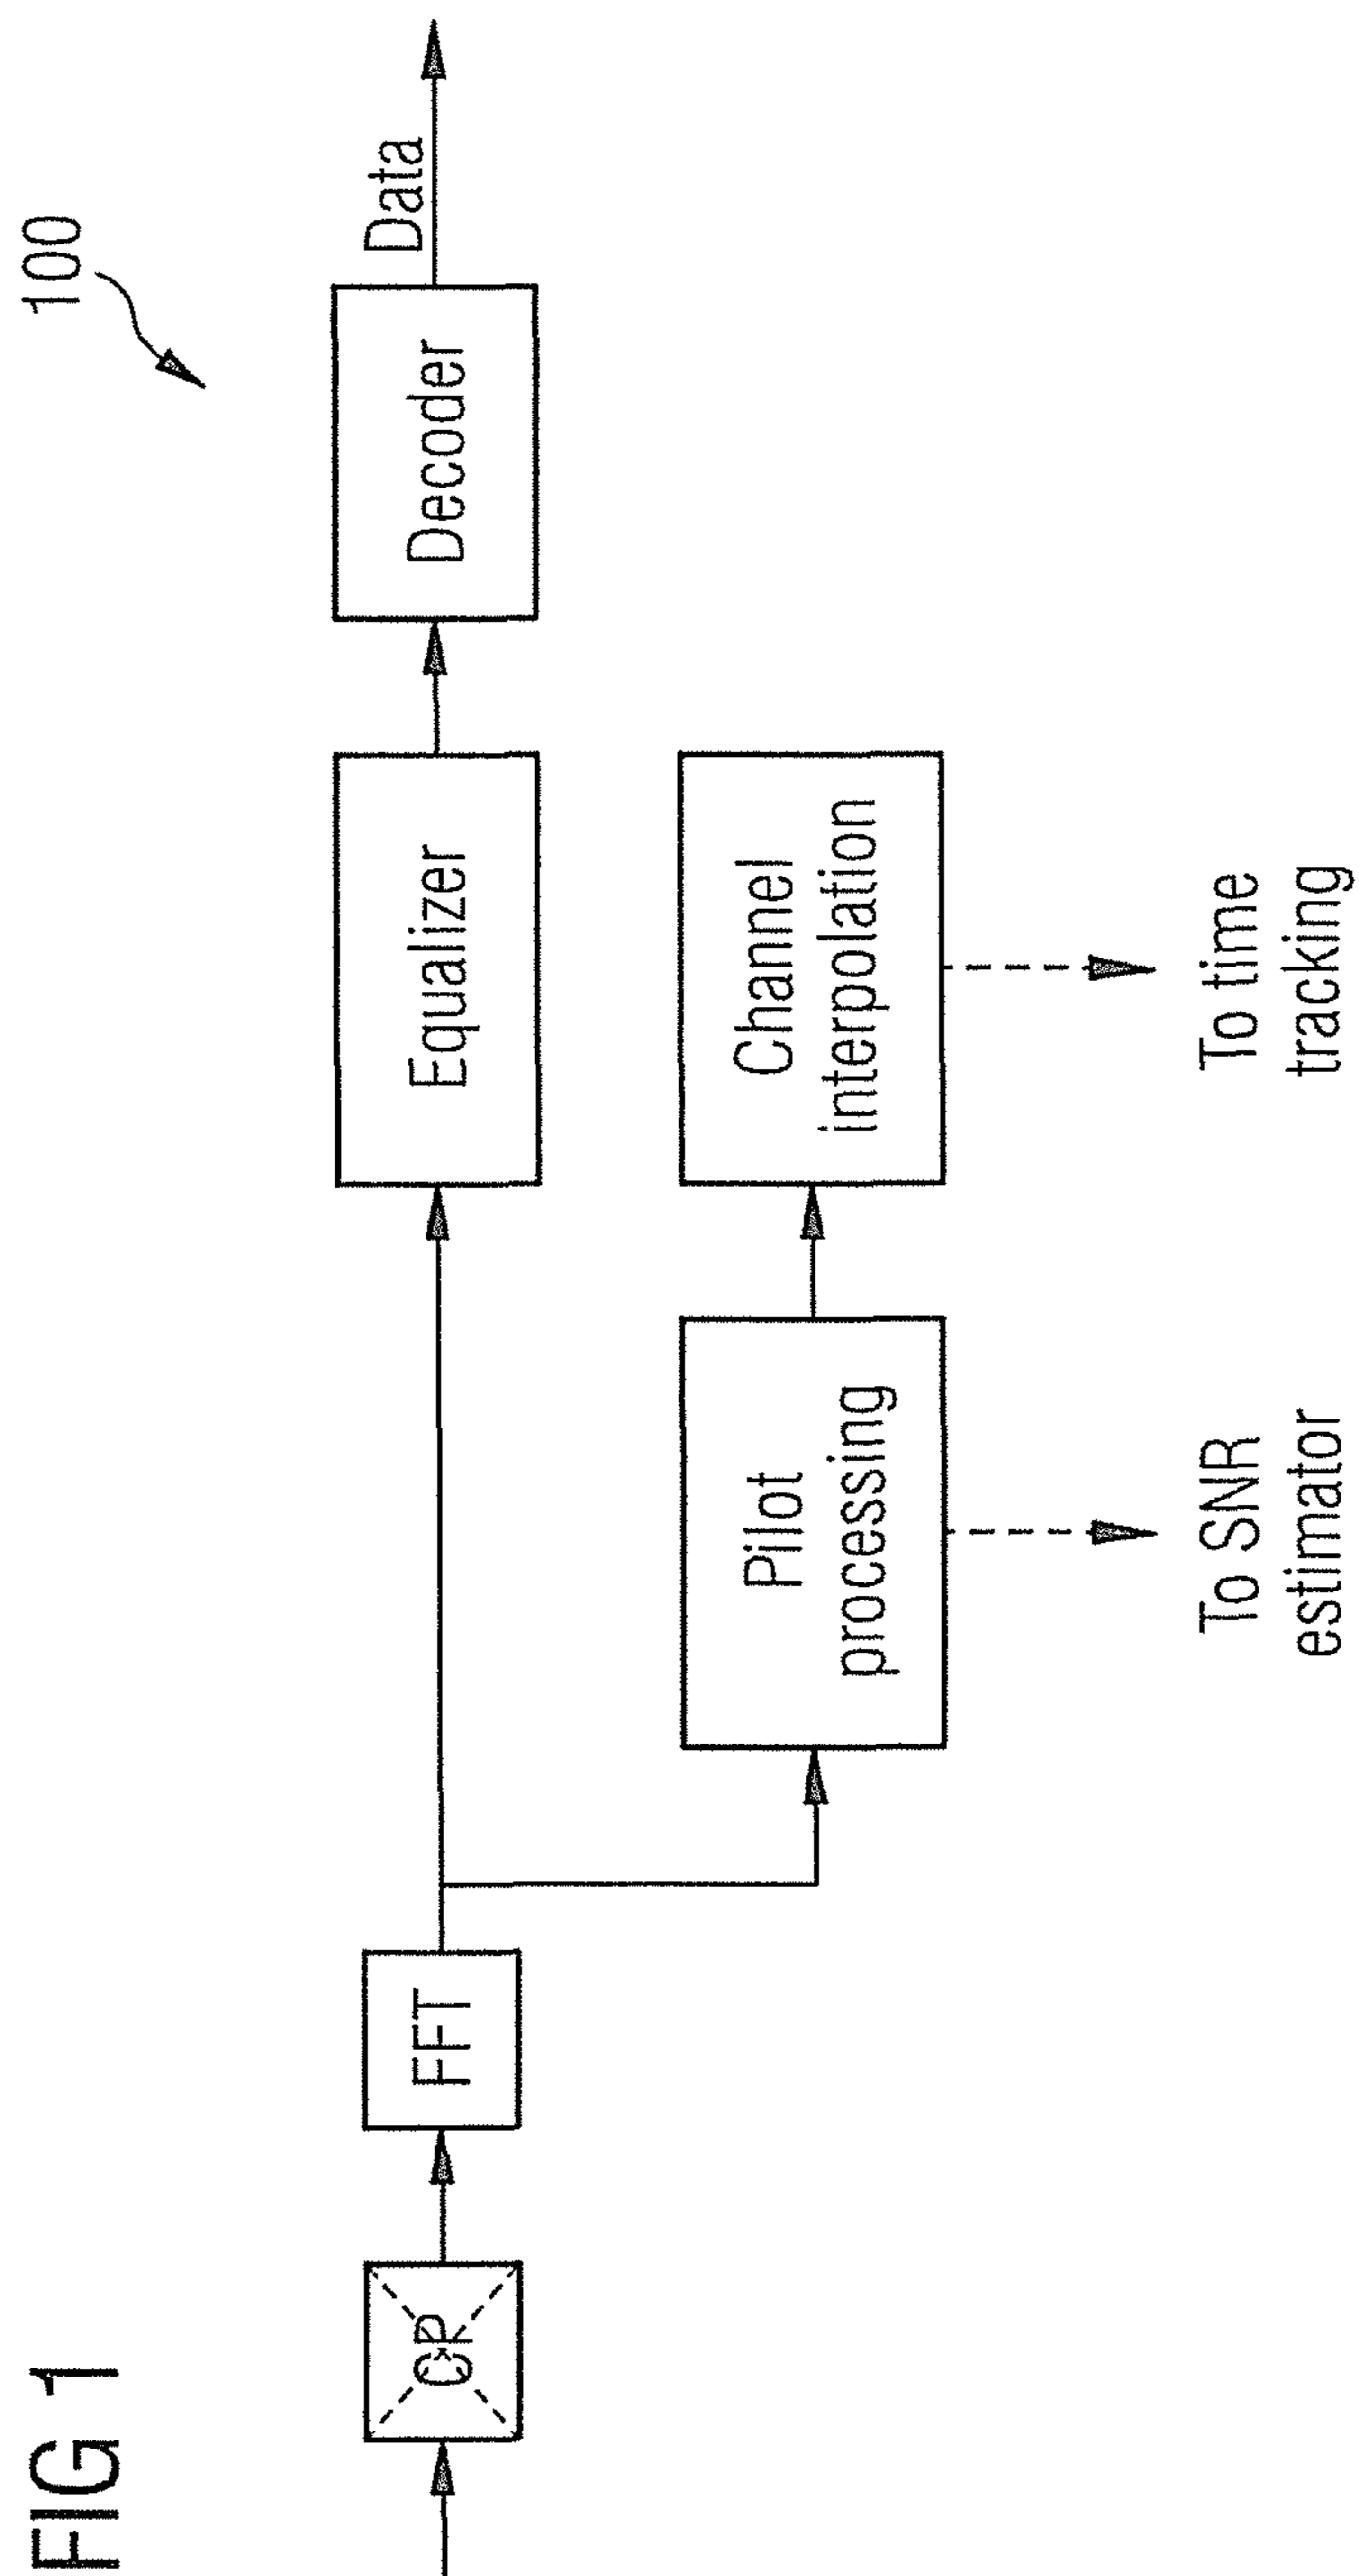 FIG 1
100
CP
FFT
Equalizer
Decoder
Data
Pilot
processing
Channel
interpolation
To SNR
estimator
To time
tracking